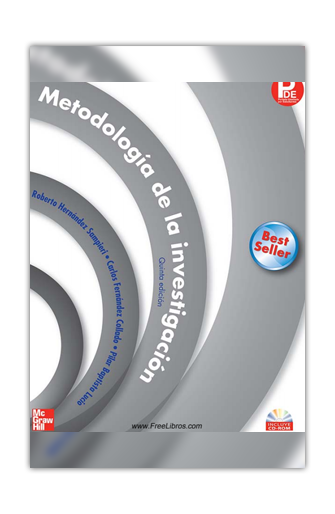 P
DE
Metodología de la investigación
Quinta edición
Roberto Hernández Sampieri • Carlos Fernández Collado • Pilar Baptista Lucio
Best
Seller
Mc
Graw
Hill
www.FreeLibros.com
INCLUYE
CD-ROM